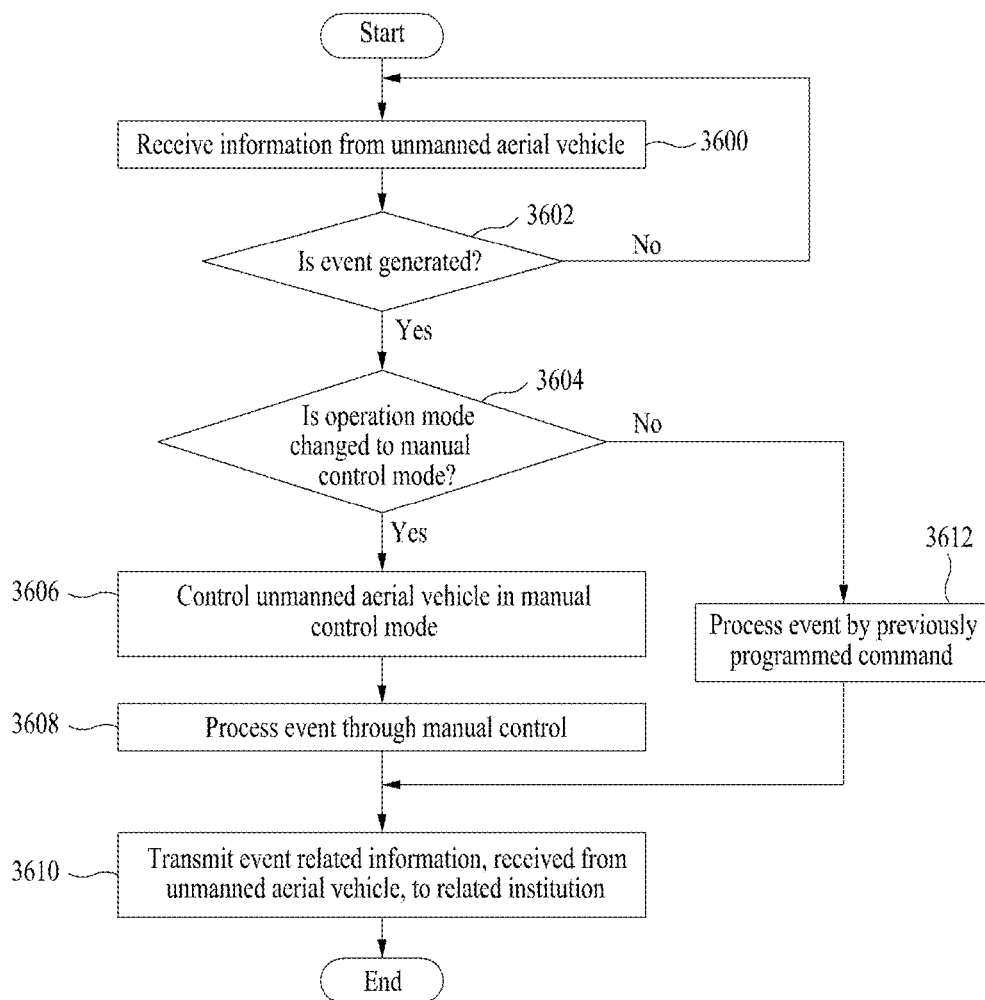 Start
Receive information from unmanned aerial vehicle
3600
3602
Is event generated?
No
Yes
3604
Is operation mode
changed to manual
control mode?
No
Yes
3612
3606
Control unmanned aerial vehicle in manual
control mode
Process event by previously
programmed command
3608
Process event through manual control
3610
Transmit event related information, received from
unmanned aerial vehicle, to related institution
End